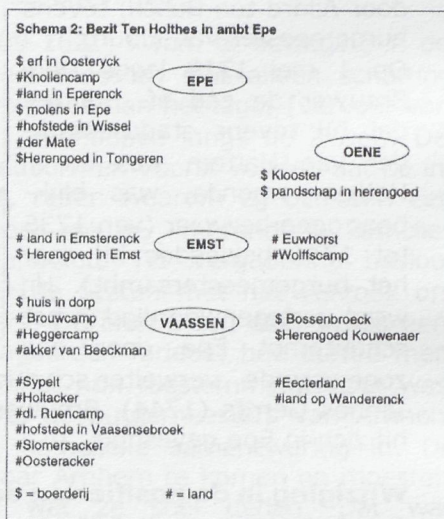 Schema 2: Bezit Ten Holthes in ambt Epe
$ erf in Oosteryck
#Knollencamp
#land in Eperenck
$ molens in Epe
#hofstede in Wissel
#der Mate
$Herengoed in Tongeren
EPE
OENE
$ Klooster
$ pandschap in herengoed
# land in Emsterenck
$ Herengoed in Emst
EMST
# Euwhorst
#Wolffscamp
$ huis in dorp
# Brouwcamp
#Heggercamp
#akker van Beeckman
VAASSEN
$ Bossenbroeck
$Herengoed Kouwenaer
#Sypelt
#Holtacker
#dl. Ruencamp
#hofstede in Vaasensebroek
#Slomersacker
#Oosteracker
#Eecterland
#land op Wanderenck
$ = boerderij # = land